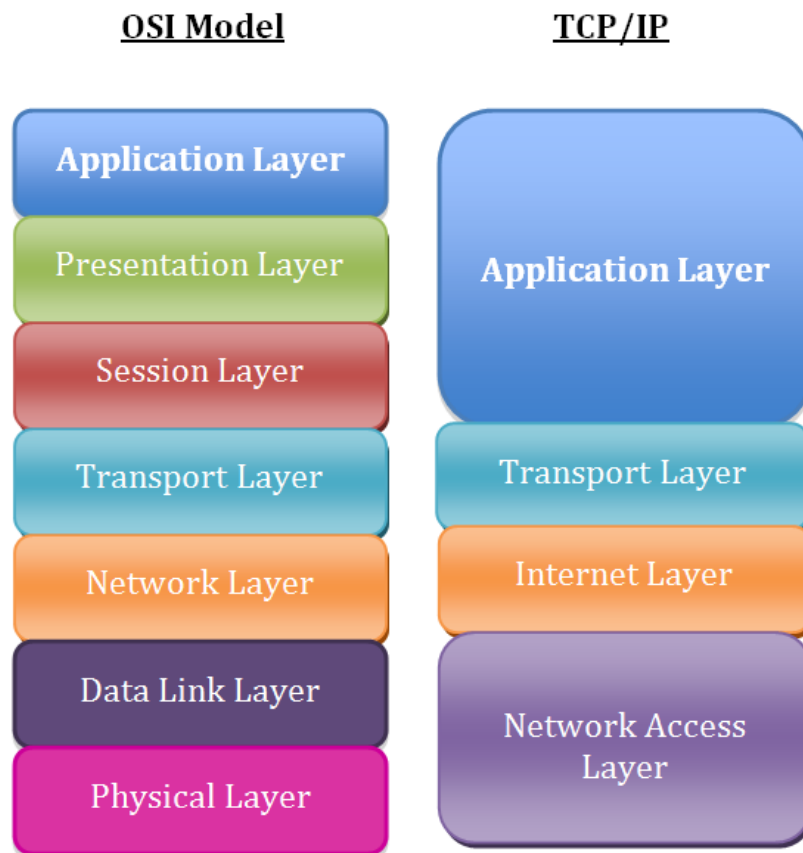 OSI Model
Application Layer
Presentation Layer
Session Layer
Transport Layer
Network Layer
Data Link Layer
Physical Layer
TCP/IP
Application Layer
Transport Layer
Internet Layer
Network Access
Layer